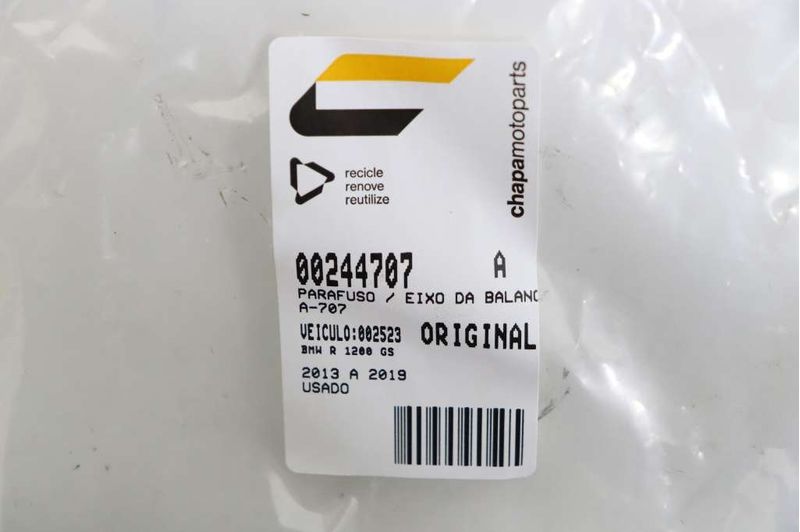 chapamotoparts
recicle
renove
reutilize
00244707 A
PARAFUSO / EIXO DA BALANC
A-707
VEICULO:002523 ORIGINAL
BMW R 1200 GS
2013 A 2019
USADO